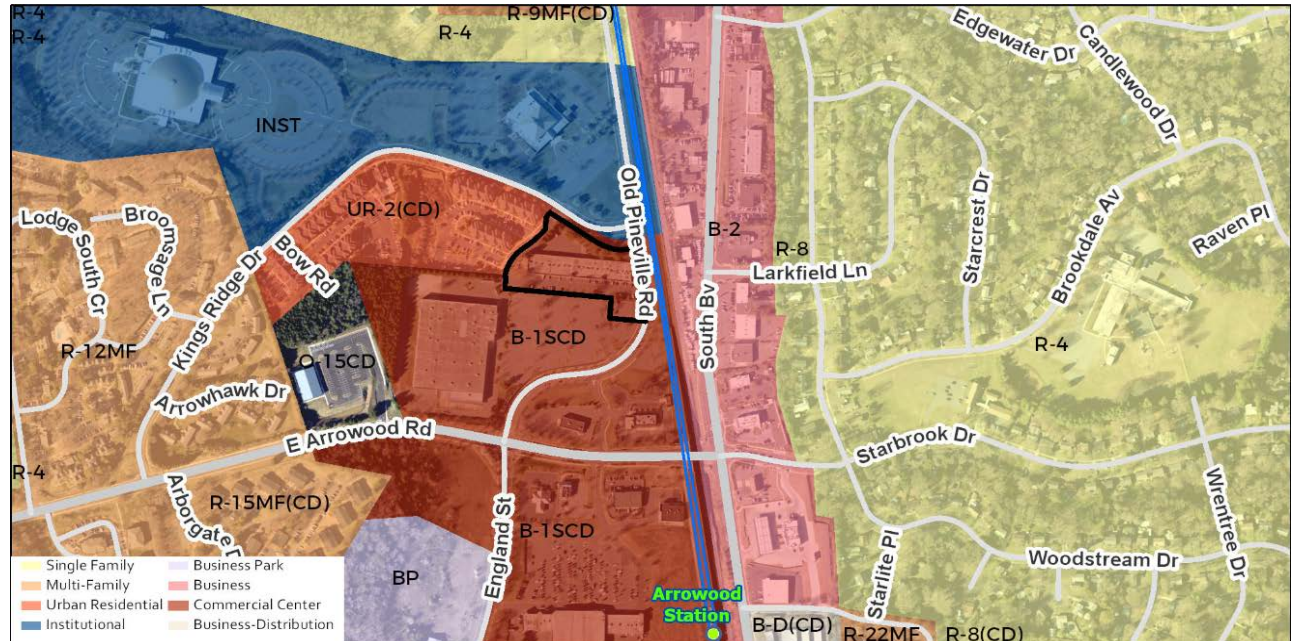 R-4
R-4
R-4
R-9MF(CD)
Edgewater Dr
Candlewood Dr
INST
Old Pineville Rd
UR-2(CD)
Lodge South Cr
Broomsage Ln
Kings Ridge Dr
Bow Rd
B-2
R-8
Larkfield Ln
Starcrest Dr
Brookdale Av
Raven Pl
South Bv
B-1SCD
R-12MF
O-15CD
R-4
Arrowhawk Dr
E Arrowood Rd
Starbrook Dr
R-4
R-15MF(CD)
Arborgate D
England St
B-1SCD
Wrentree Dr
Woodstream Dr
Starlite Pl
BP
Arrowood
Station
B-D(CD)
R-22MF
R-8(CD)
Single Family
Multi-Family
Urban Residential
Institutional
Business Park
Business
Commercial Center
Business-Distribution